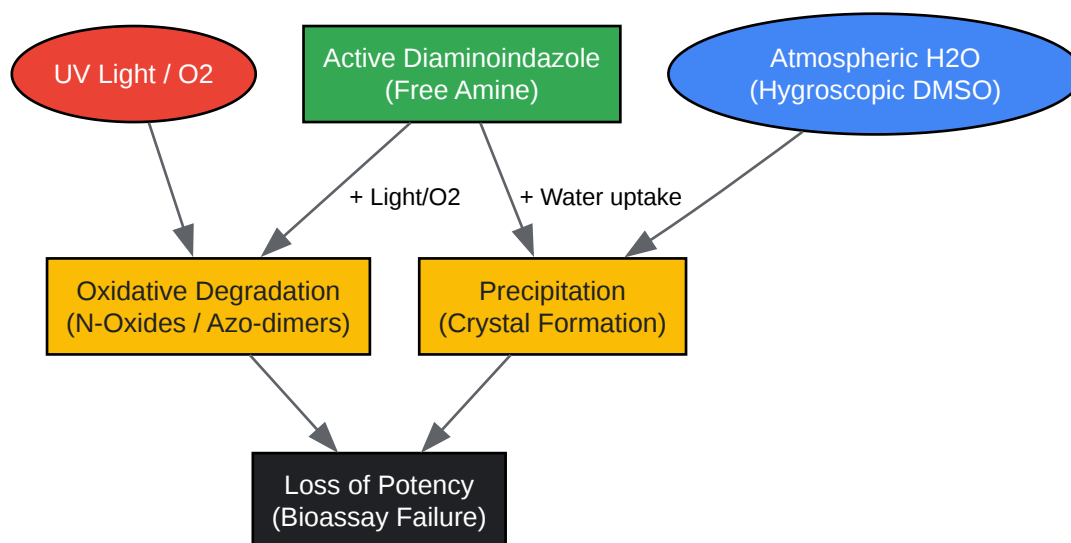 UV Light / O2
Active Diaminoindazole
(Free Amine)
Atmospheric H2O
(Hygroscopic DMSO)
+ Light/O2
+ Water uptake
Oxidative Degradation
(N-Oxides / Azo-dimers)
Precipitation
(Crystal Formation)
Loss of Potency
(Bioassay Failure)